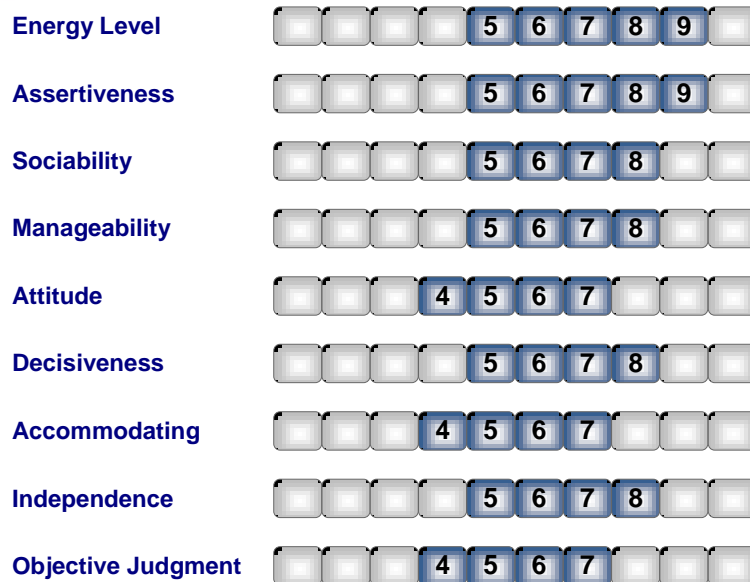 Energy Level 5 6 7 8 9
Assertiveness 5 6 7 8 9
Sociability 5 6 7 8
Manageability 5 6 7 8
Attitude 4 5 6 7
Decisiveness 5 6 7 8
Accommodating 4 5 6 7
Independence 5 6 7 8
Objective Judgment 4 5 6 7